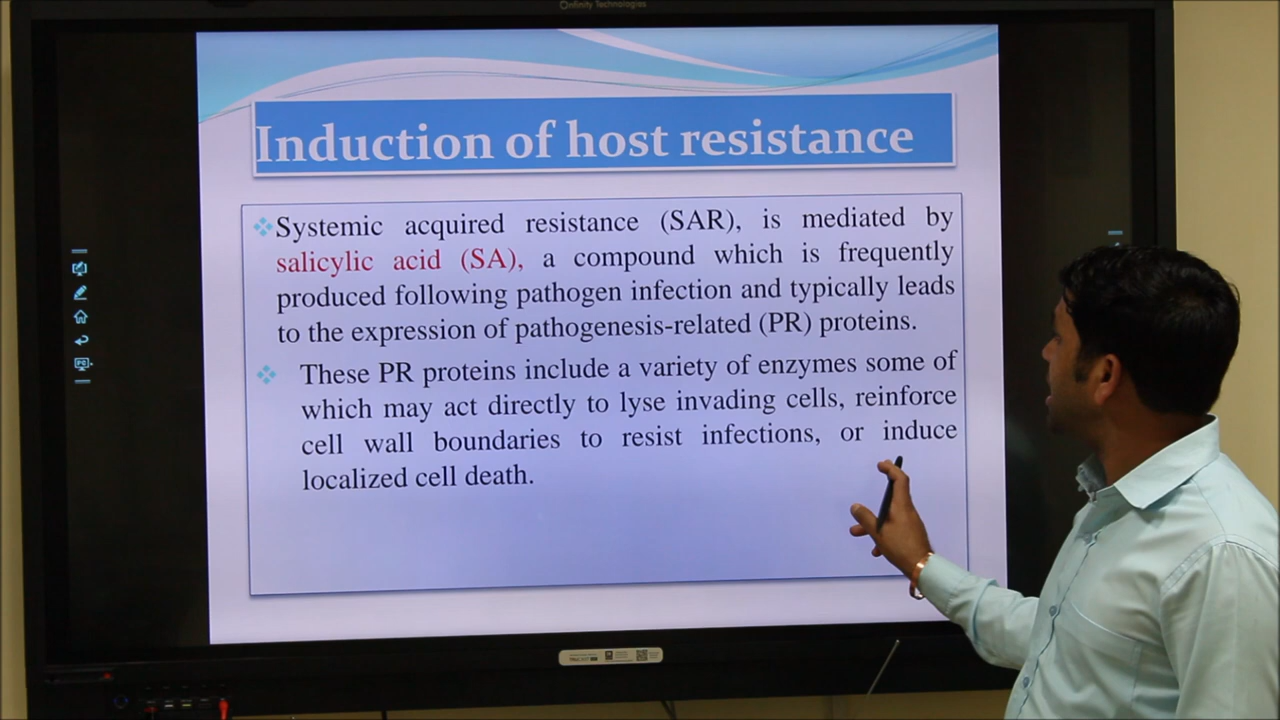 Onfinity Technologies
Induction of host resistance
Systemic acquired resistance (SAR), is mediated by
salicylic acid (SA), a compound which is frequently
produced following pathogen infection and typically leads
to the expression of pathogenesis-related (PR) proteins.
These PR proteins include a variety of enzymes some of
which may act directly to lyse invading cells, reinforce
cell wall boundaries to resist infections, or induce
localized cell death.
PC